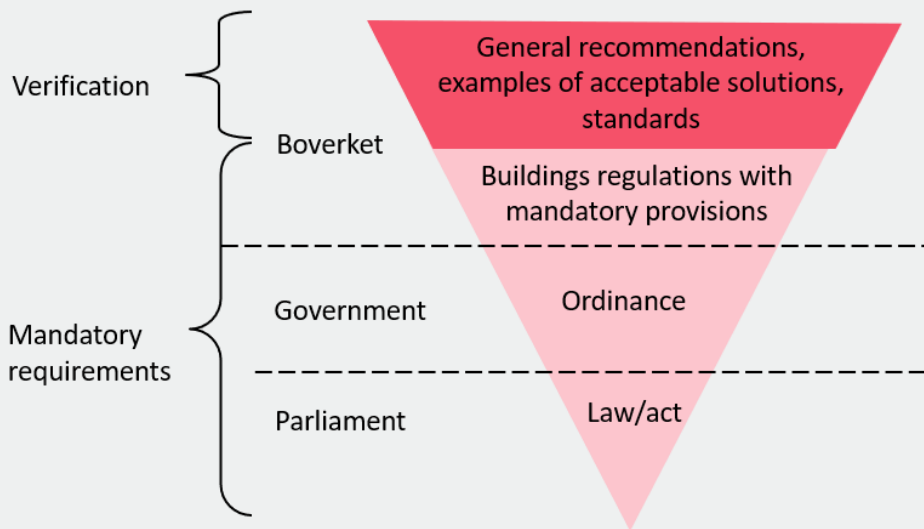 Verification
Boverket
General recommendations,
examples of acceptable solutions,
standards
Buildings regulations with
mandatory provisions
Mandatory
requirements
Government
Ordinance
Parliament
Law/act